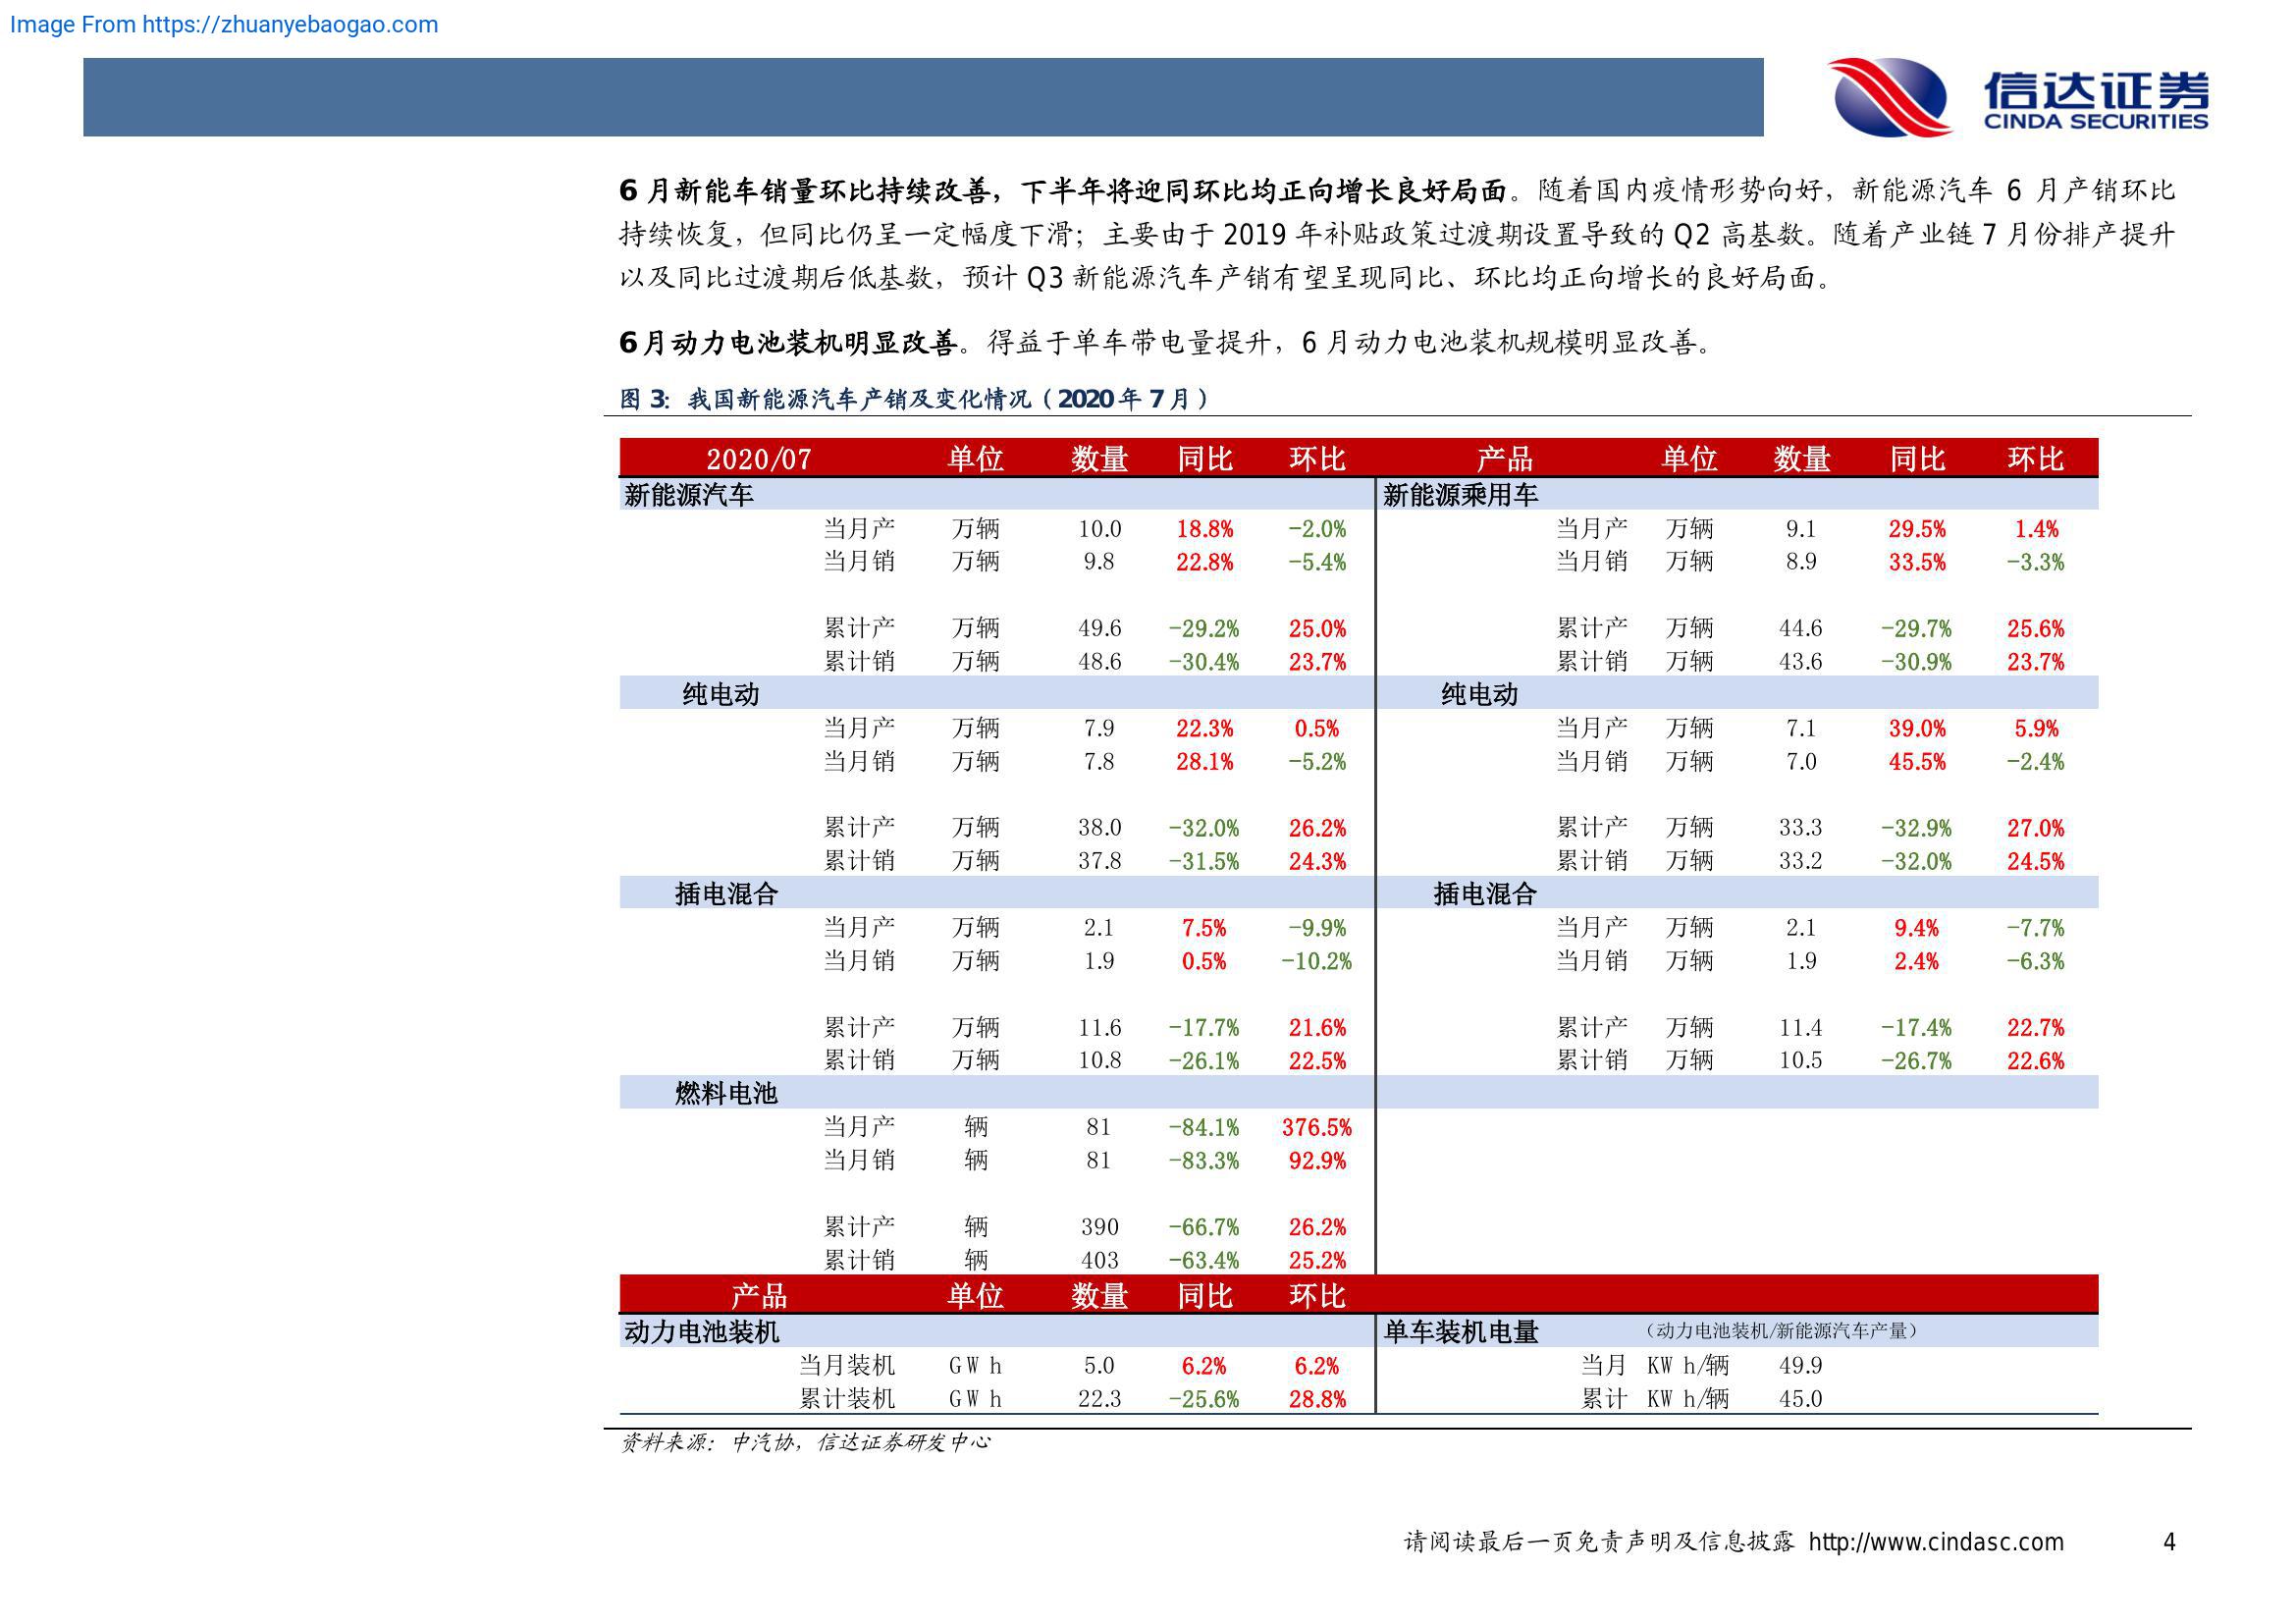 Image From https://zhuanyebaogao.com
信达证券
CINDA SECURITIES
6 月新能车销量环比持续改善，下半年将迎同环比均正向增长良好局面。随着国内疫情形势向好，新能源汽车 6 月产销环比
持续恢复，但同比仍呈一定幅度下滑；主要由于 2019 年补贴政策过渡期设置导致的 Q2 高基数。随着产业链 7 月份排产提升
以及同比过渡期后低基数，预计 Q3 新能源汽车产销有望呈现同比、环比均正向增长的良好局面。
6月动力电池装机明显改善。得益于单车带电量提升，6 月动力电池装机规模明显改善。
图 3: 我国新能源汽车产销及变化情况（2020 年 7 月）
2020/07 单位 数量 同比 环比 产品 单位 数量 同比 环比
新能源汽车 新能源乘用车
当月产 万辆 10.0 18.8% -2.0% 当月产 万辆 9.1 29.5% 1.4%
当月销 万辆 9.8 22.8% -5.4% 当月销 万辆 8.9 33.5% -3.3%
累计产 万辆 49.6 -29.2% 25.0% 累计产 万辆 44.6 -29.7% 25.6%
累计销 万辆 48.6 -30.4% 23.7% 累计销 万辆 43.6 -30.9% 23.7%
纯电动 纯电动
当月产 万辆 7.9 22.3% 0.5% 当月产 万辆 7.1 39.0% 5.9%
当月销 万辆 7.8 28.1% -5.2% 当月销 万辆 7.0 45.5% -2.4%
累计产 万辆 38.0 -32.0% 26.2% 累计产 万辆 33.3 -32.9% 27.0%
累计销 万辆 37.8 -31.5% 24.3% 累计销 万辆 33.2 -32.0% 24.5%
插电混合 插电混合
当月产 万辆 2.1 7.5% -9.9% 当月产 万辆 2.1 9.4% -7.7%
当月销 万辆 1.9 0.5% -10.2% 当月销 万辆 1.9 2.4% -6.3%
累计产 万辆 11.6 -17.7% 21.6% 累计产 万辆 11.4 -17.4% 22.7%
累计销 万辆 10.8 -26.1% 22.5% 累计销 万辆 10.5 -26.7% 22.6%
燃料电池
当月产 辆 81 -84.1% 376.5%
当月销 辆 81 -83.3% 92.9%
累计产 辆 390 -66.7% 26.2%
累计销 辆 403 -63.4% 25.2%
产品 单位 数量 同比 环比
动力电池装机 单车装机电量 （动力电池装机/新能源汽车产量）
当月装机 GWh 5.0 6.2% 6.2% 当月 KWh/辆 49.9
累计装机 GWh 22.3 -25.6% 28.8% 累计 KWh/辆 45.0
资料来源：中汽协，信达证券研发中心
请阅读最后一页免责声明及信息披露 http://www.cindasc.com 4